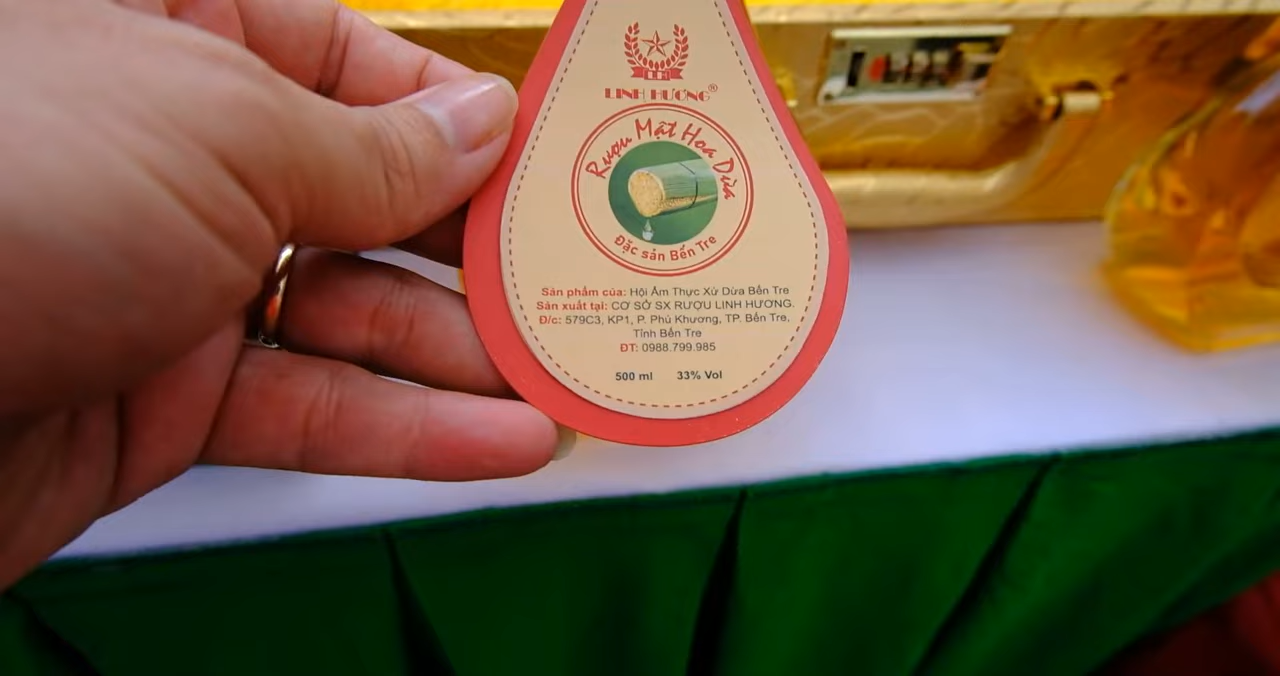 LINH HƯƠNG®
Rượu Mật Hoa Dừa
Đặc sản Bến Tre
Sản phẩm của: Hội Ẩm Thực Xứ Dừa Bến Tre
Sản xuất tại: CƠ SỞ SX RƯỢU LINH HƯƠNG.
Đ/c: 579C3, KP1, P. Phú Khương, TP. Bến Tre,
Tỉnh Bến Tre
ĐT: 0988.799.985
500 ml 33% Vol